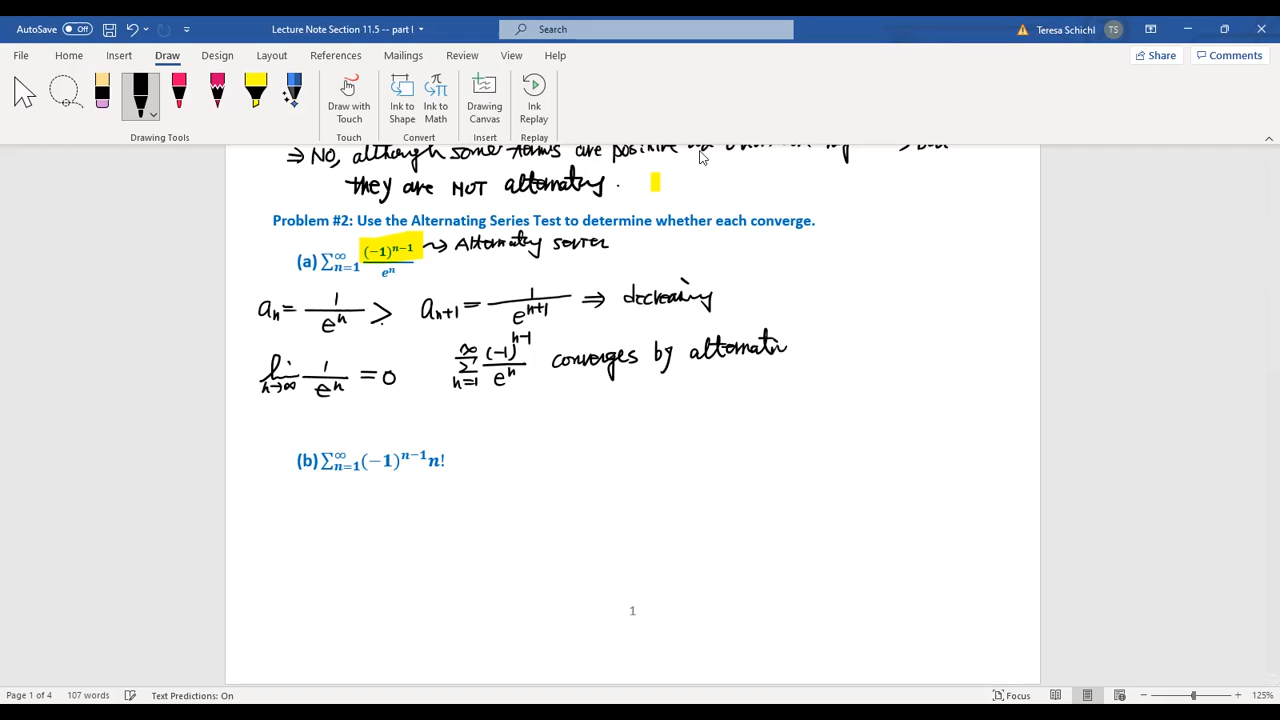 AutoSave Off Lecture Note Section 11.5 -- part I Search Teresa Schichl TS
File Home Insert Draw Design Layout References Mailings Review View Help Share Comments
Draw with Touch Ink to Shape Ink to Math Drawing Canvas Ink Replay
Drawing Tools Touch Convert Insert Replay
⇒ NO, although some terms are positive
they are NOT alternating.
Problem #2: Use the Alternating Series Test to determine whether each converge.
(a) ∑_{n=1}^{∞} (−1)^{n−1}/e^n → Alternating series
a_n = 1/e^n > a_{n+1} = 1/e^{n+1} ⇒ decreasing
lim_{n→∞} 1/e^n = 0 ∑_{n=1}^{∞} (-1)^{n-1}/e^n converges by alternatin
(b) ∑_{n=1}^{∞} (−1)^{n−1} n!
1
Page 1 of 4 107 words Text Predictions: On Focus 125%